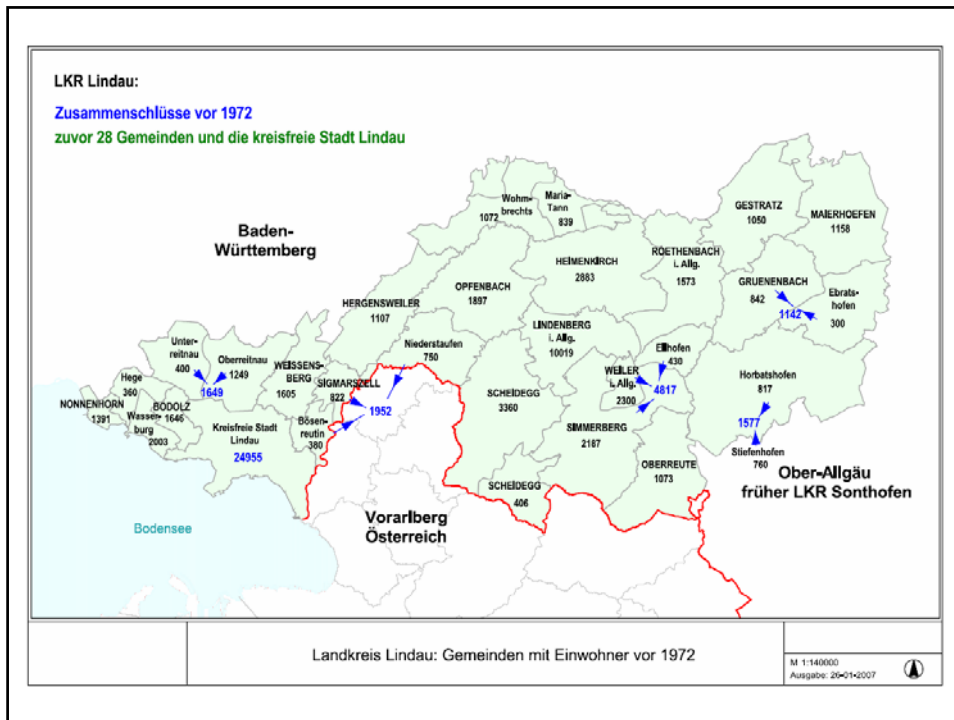 LKR Lindau:
Zusammenschlüsse vor 1972
zuvor 28 Gemeinden und die kreisfreie Stadt Lindau
Baden-
Württemberg
Wohm-
brechts
1072
Maria-
Tann
839
GESTRATZ
1050
MAIERHOEFEN
1158
HEIMENKIRCH
2883
ROETHENBACH
i. Allg.
1573
OPFENBACH
1897
GRUENENBACH
842
1142
Ebrats-
hofen
300
HERGENSWEILER
1107
Niederstaufen
750
LINDENBERG
i. Allg.
10019
Ellhofen
430
Unter-
reitnau
400
Oberreitnau
1249
1649
WEISSENS-
BERG
1605
SIGMARSZELL
822
1952
SCHEIDEGG
3360
WEILER
i. Allg.
2300
4817
Horbatshofen
817
1577
Stiefenhofen
760
Hege
360
NONNENHORN
1391
Wasser-
burg
2003
BODOLZ
1646
Kreisfreie Stadt
Lindau
24955
Bösen-
reutin
380
SIMMERBERG
2187
OBERREUTE
1073
SCHEIDEGG
406
Ober-Allgäu
früher LKR Sonthofen
Vorarlberg
Österreich
Bodensee
Landkreis Lindau: Gemeinden mit Einwohner vor 1972
M 1:140000
Ausgabe: 26-01-2007